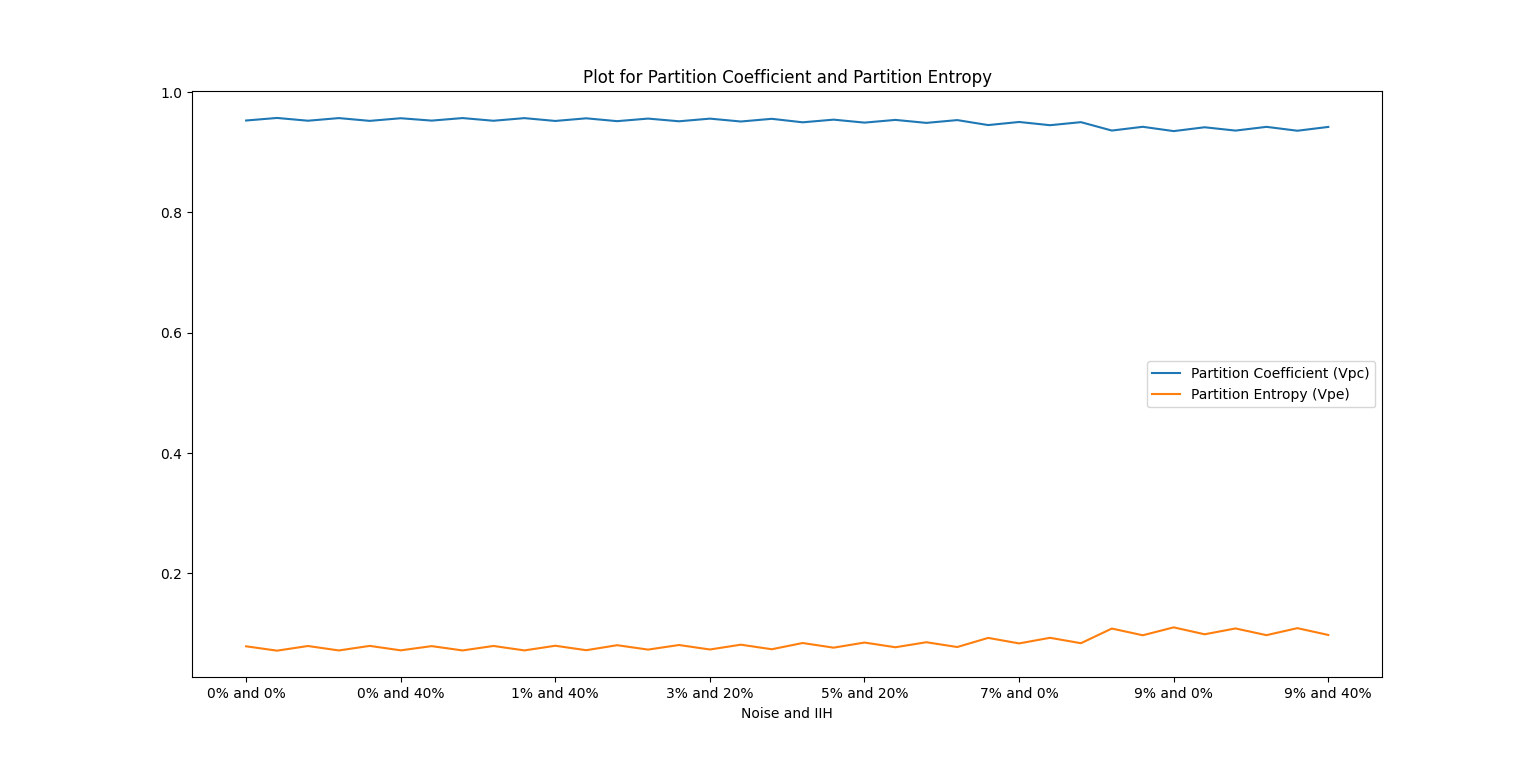 Plot for Partition Coefficient and Partition Entropy
1.0
0.8
0.6
0.4
0.2
Partition Coefficient (Vpc)
Partition Entropy (Vpe)
0% and 0% 0% and 40% 1% and 40% 3% and 20% 5% and 20% 7% and 0% 9% and 0% 9% and 40%
Noise and IIH